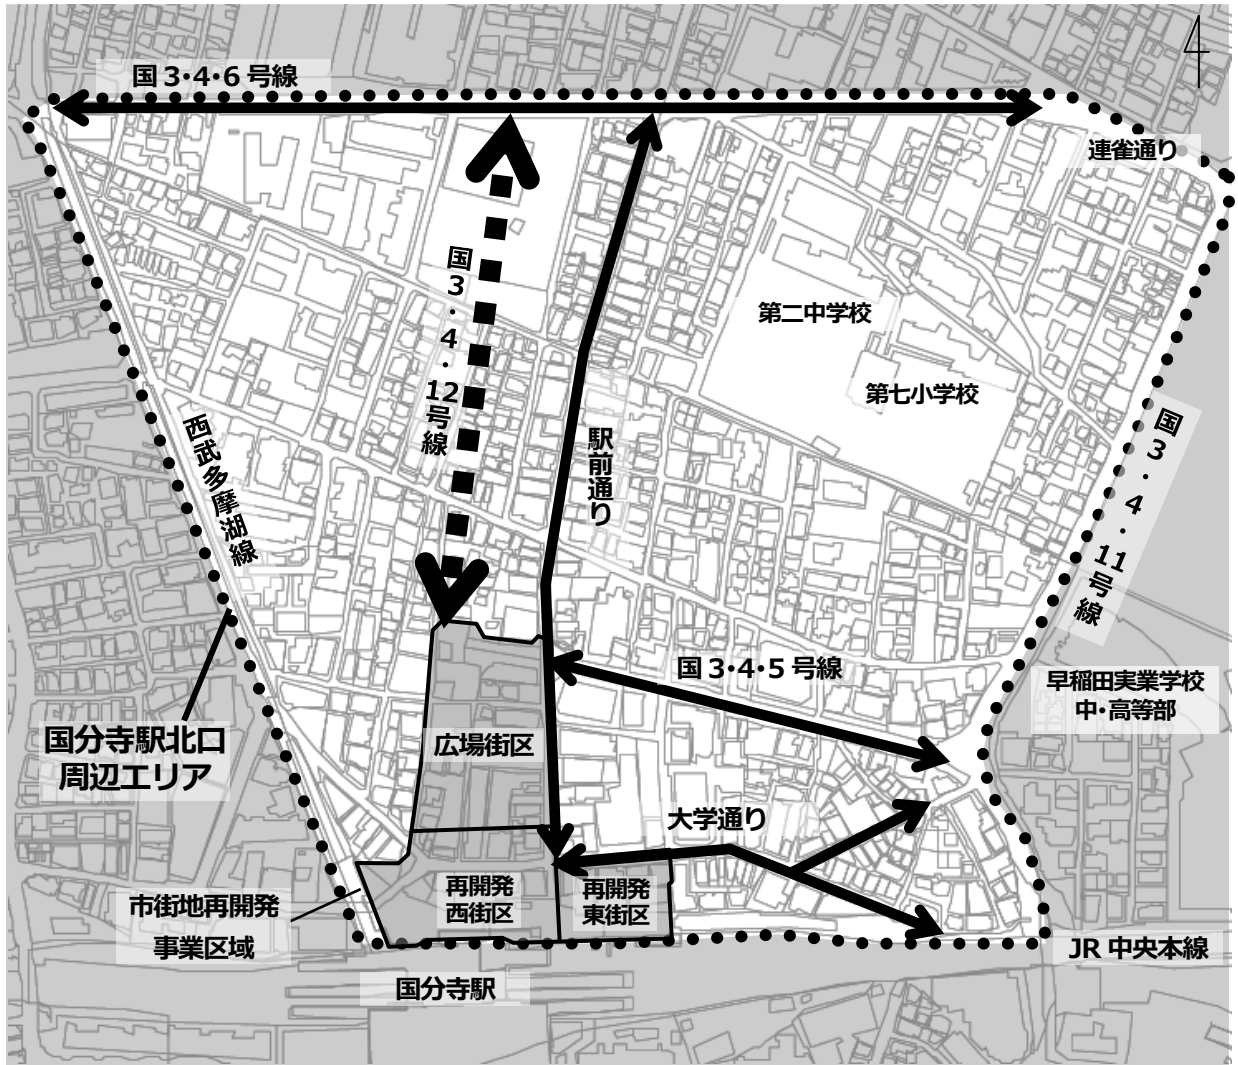 国3・4・6号線
連雀通り
国3・4・12号線
第二中学校
第七小学校
国3・4・11号線
西武多摩湖線
駅前通り
国3・4・5号線
早稲田実業学校
中・高等部
国分寺駅北口
周辺エリア
広場街区
大学通り
再開発
西街区
再開発
東街区
市街地再開発
事業区域
JR中央本線
国分寺駅